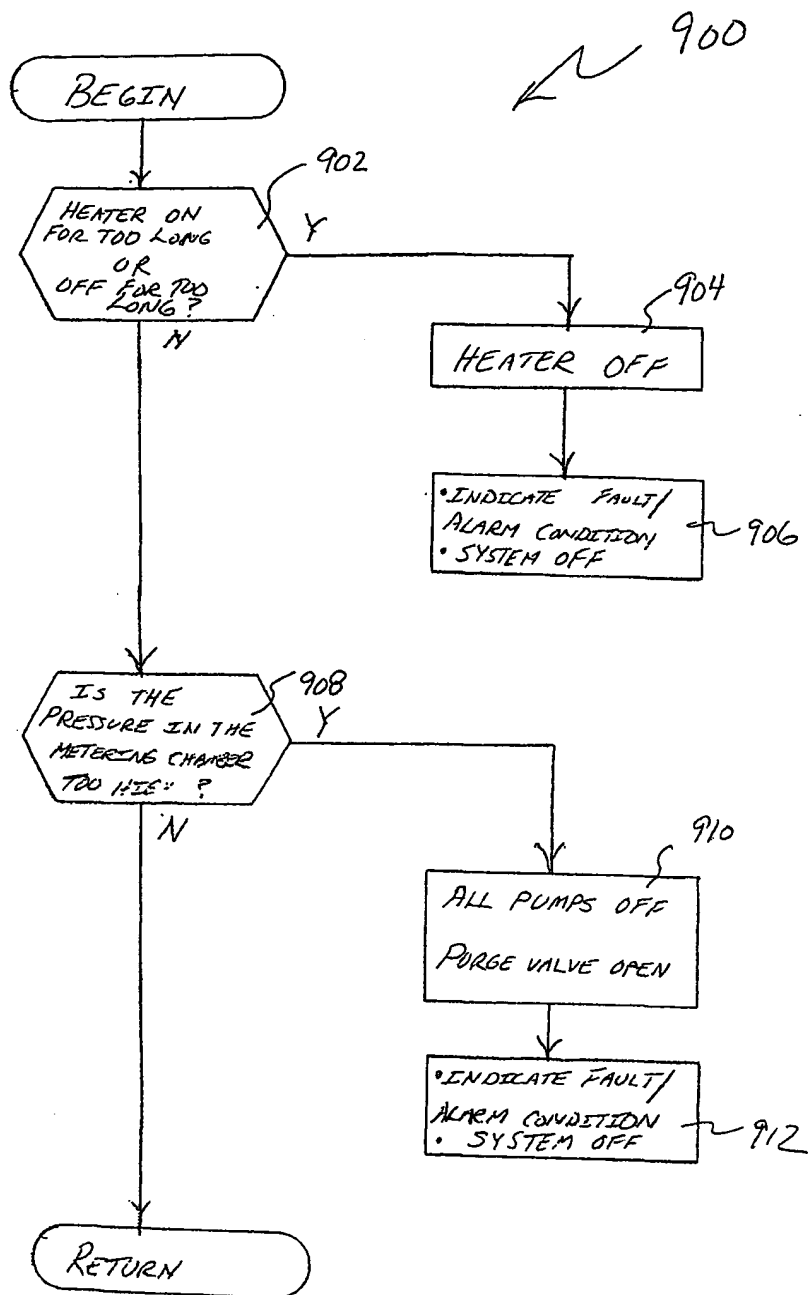 900
BEGIN
902
HEATER ON
FOR TOO LONG
OR
OFF FOR TOO
LONG?
Y
N
904
HEATER OFF
• INDICATE FAULT/
ALARM CONDITION
• SYSTEM OFF
906
908
IS THE
PRESSURE IN THE
METERING CHAMBER
TOO ?
Y
N
910
ALL PUMPS OFF
PURGE VALVE OPEN
• INDICATE FAULT/
ALARM CONDITION
• SYSTEM OFF
912
RETURN